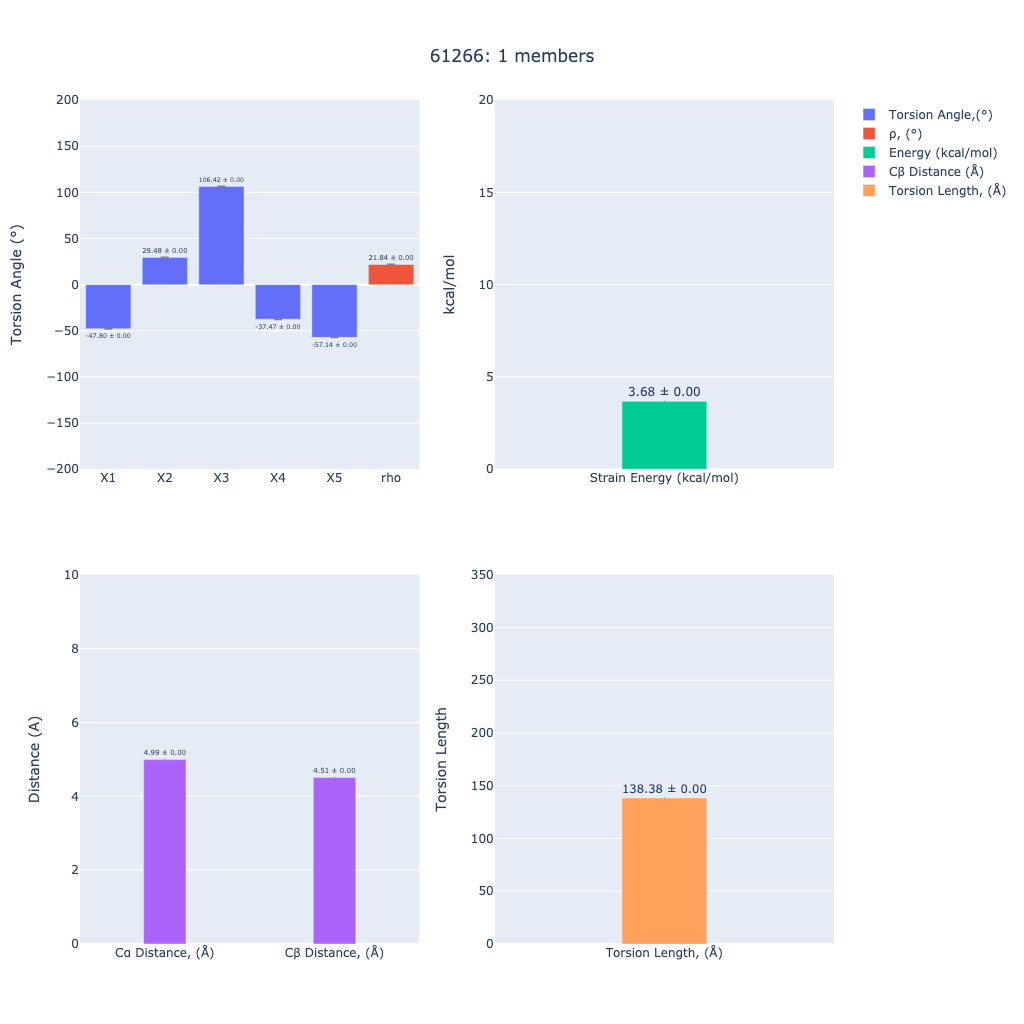 61266: 1 members
200
150
100
50
0
−50
−100
−150
−200
Torsion Angle (°)
106.42 ± 0.00
29.48 ± 0.00
21.84 ± 0.00
-47.80 ± 0.00
-37.47 ± 0.00
-57.14 ± 0.00
X1 X2 X3 X4 X5 rho
20
15
10
5
0
kcal/mol
3.68 ± 0.00
Strain Energy (kcal/mol)
Torsion Angle,(°)
ρ, (°)
Energy (kcal/mol)
Cβ Distance (Å)
Torsion Length, (Å)
10
8
6
4
2
0
Distance (A)
4.99 ± 0.00
4.51 ± 0.00
Cα Distance, (Å) Cβ Distance, (Å)
350
300
250
200
150
100
50
0
Torsion Length
138.38 ± 0.00
Torsion Length, (Å)